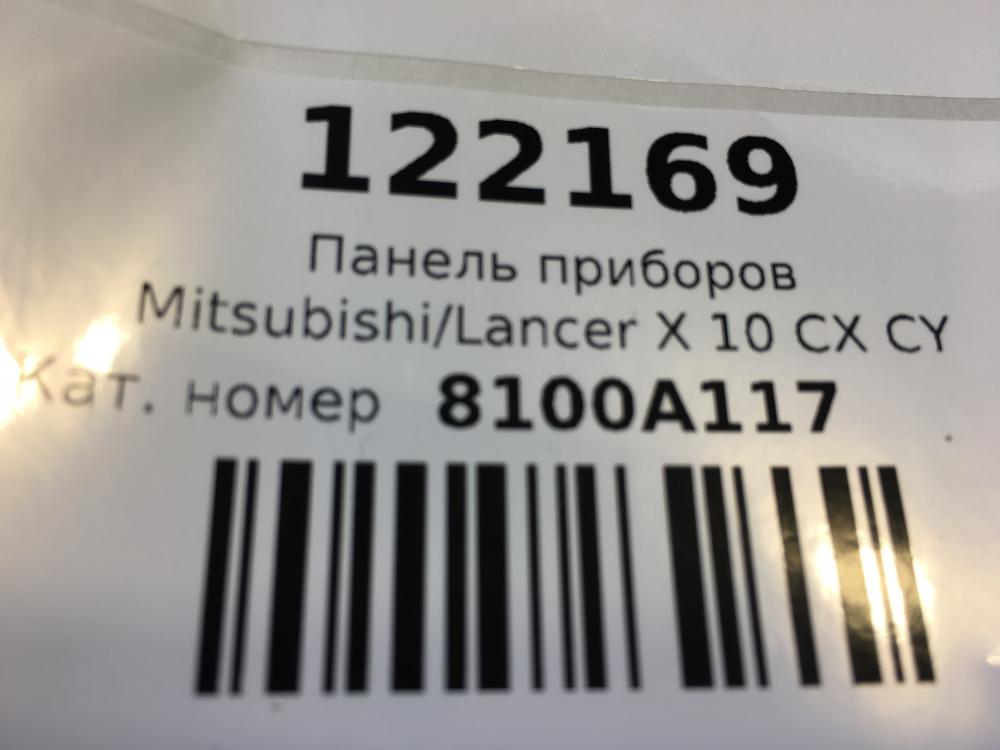 122169
Панель приборов
Mitsubishi/Lancer X 10 CX CY
Кат. номер 8100A117